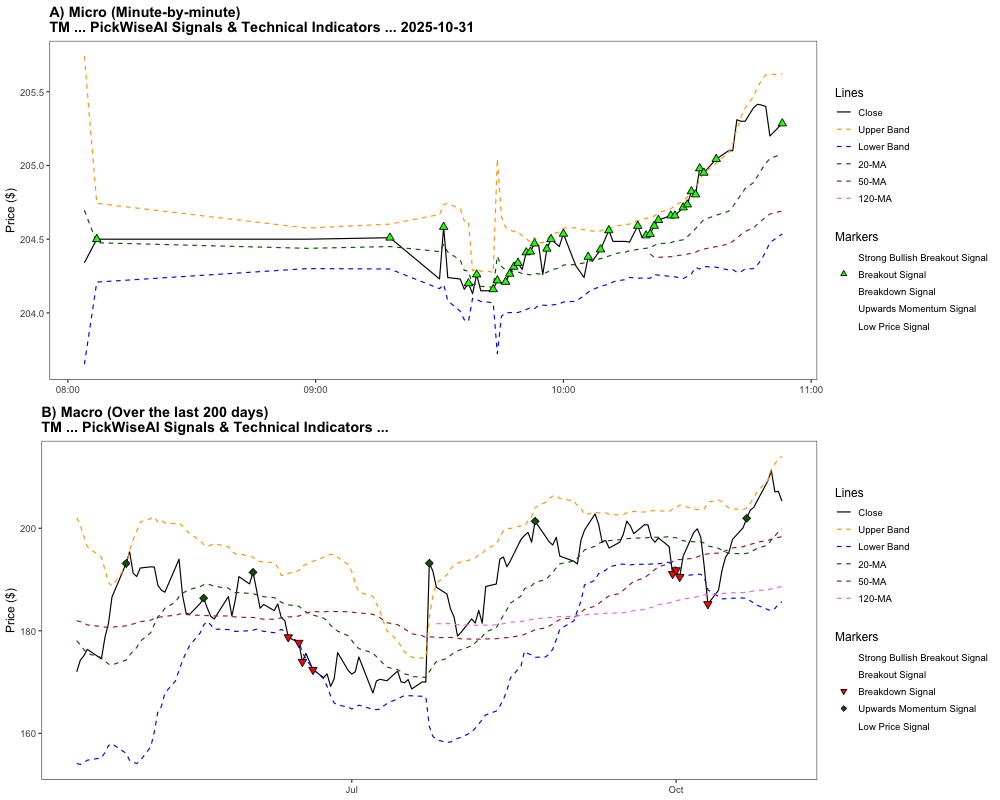 A) Micro (Minute-by-minute)
TM ... PickWiseAI Signals & Technical Indicators ... 2025-10-31
Price ($)
205.5
205.0
204.5
204.0
08:00
09:00
10:00
11:00
Lines
Close
Upper Band
Lower Band
20-MA
50-MA
120-MA
Markers
Strong Bullish Breakout Signal
Breakout Signal
Breakdown Signal
Upwards Momentum Signal
Low Price Signal
B) Macro (Over the last 200 days)
TM ... PickWiseAI Signals & Technical Indicators ...
Price ($)
200
180
160
Jul
Oct
Lines
Close
Upper Band
Lower Band
20-MA
50-MA
120-MA
Markers
Strong Bullish Breakout Signal
Breakout Signal
Breakdown Signal
Upwards Momentum Signal
Low Price Signal